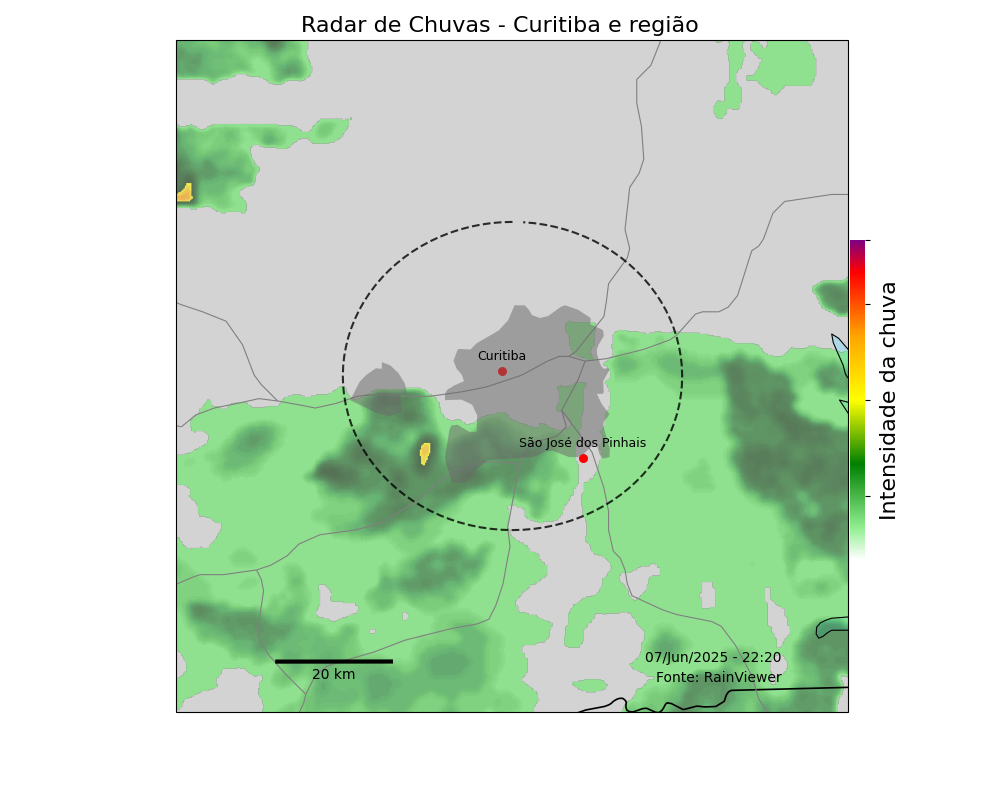 Radar de Chuvas - Curitiba e região
Curitiba
São José dos Pinhais
Intensidade da chuva
07/Jun/2025 - 22:20
Fonte: RainViewer
20 km